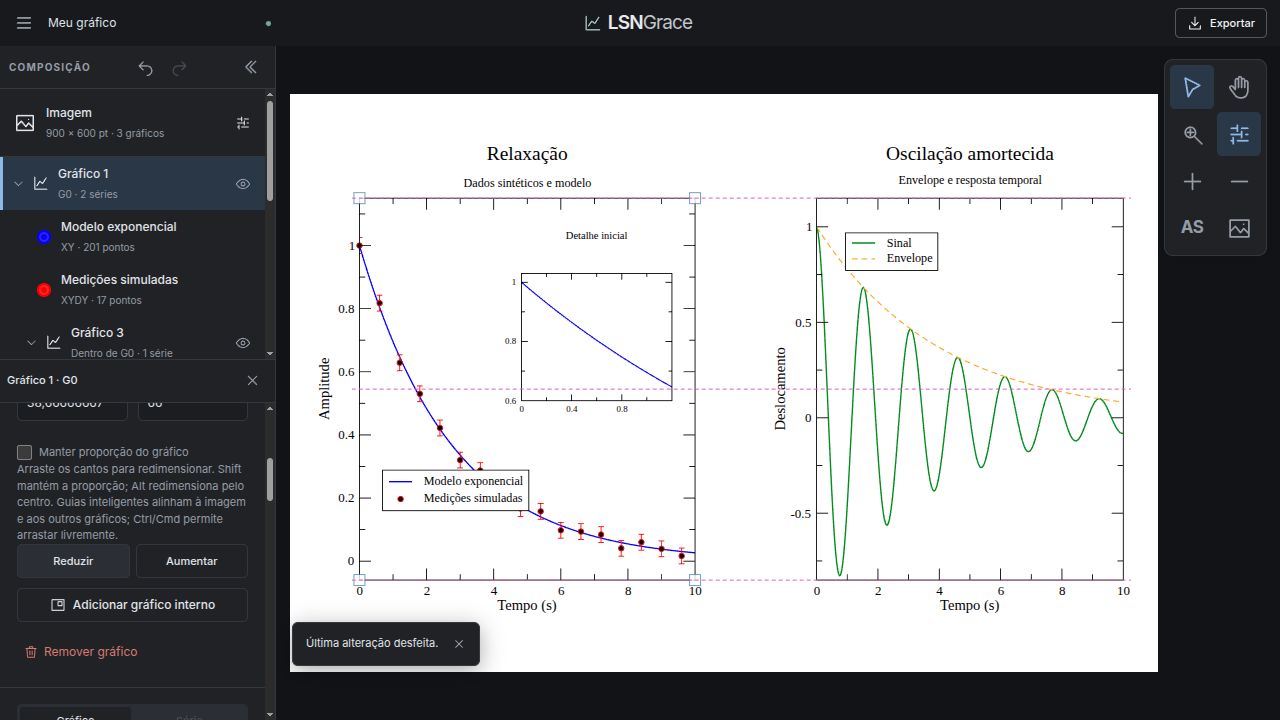 Meu gráfico
LSNGrace
Exportar
COMPOSIÇÃO
Imagem
900 × 600 pt · 3 gráficos
Gráfico 1
G0 · 2 séries
Modelo exponencial
XY · 201 pontos
Medições simuladas
XYDY · 17 pontos
Gráfico 3
Dentro de G0 · 1 série
Gráfico 1 · G0
Manter proporção do gráfico
Arraste os cantos para redimensionar. Shift
mantém a proporção; Alt redimensiona pelo
centro. Guias inteligentes alinham à imagem
e aos outros gráficos; Ctrl/Cmd permite
arrastar livremente.
Reduzir
Aumentar
Adicionar gráfico interno
Remover gráfico
Gráfico
Série
Relaxação
Dados sintéticos e modelo
Amplitude
1
0.8
0.6
0.4
0.2
0
0 2 4 6 8 10
Tempo (s)
Detalhe inicial
1
0.8
0.6
0 0.4 0.8
Modelo exponencial
Medições simuladas
Oscilação amortecida
Envelope e resposta temporal
Deslocamento
1
0.5
0
-0.5
0 2 4 6 8 10
Tempo (s)
Sinal
Envelope
Última alteração desfeita.
AS